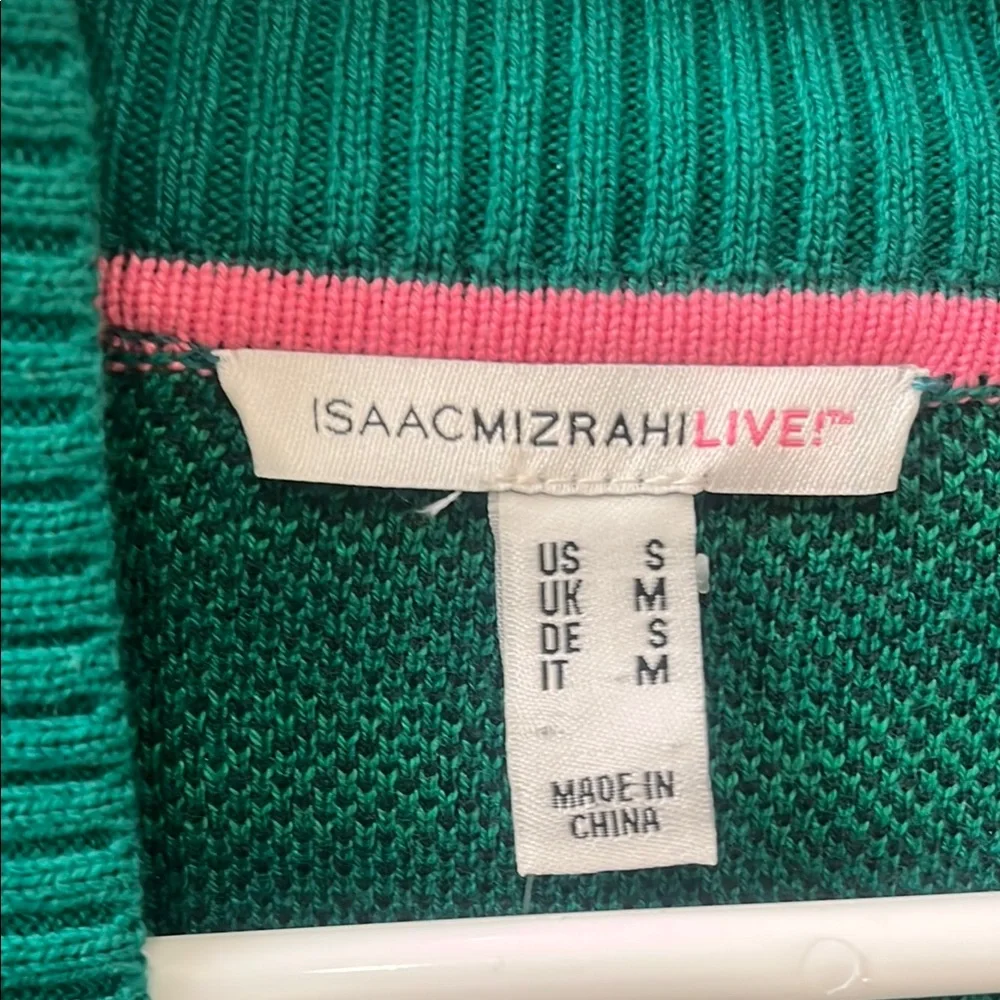 ISAACMIZRAHILIVE!™
US S
UK M
DE S
IT M
MADE IN
CHINA